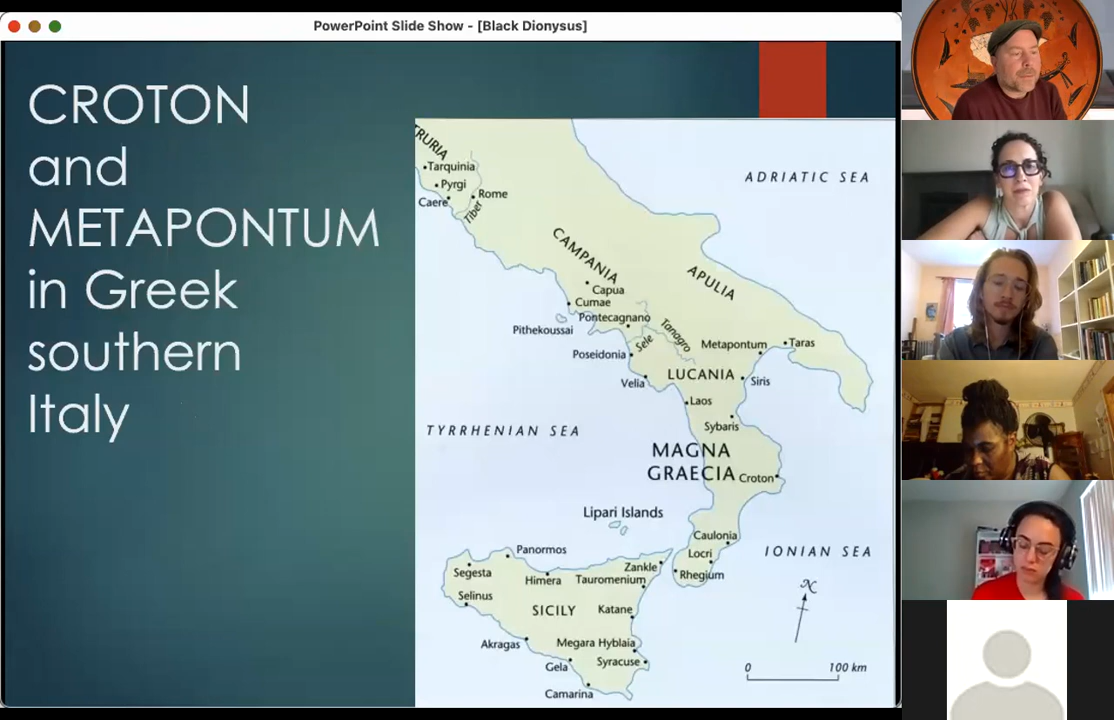 PowerPoint Slide Show - [Black Dionysus]
CROTON
and
METAPONTUM
in Greek
southern
Italy
TRURIA
Tarquinia
Pyrgi
Rome
Caere
Tiber
ADRIATIC SEA
CAMPANIA
Capua
APULIA
Cumae
Pontecagnano
Pithekoussai
Tanagro
Sele
Poseidonia
Metapontum
Taras
Velia
LUCANIA
Siris
Laos
Sybaris
TYRRHENIAN SEA
MAGNA
GRAECIA
Croton
Lipari Islands
Caulonia
Locri
IONIAN SEA
Panormos
Zankle
Rhegium
Segesta
Himera
Tauromenium
N
Selinus
SICILY
Katane
Akragas
Megara Hyblaia
Gela
Syracuse
0 100 km
Camarina